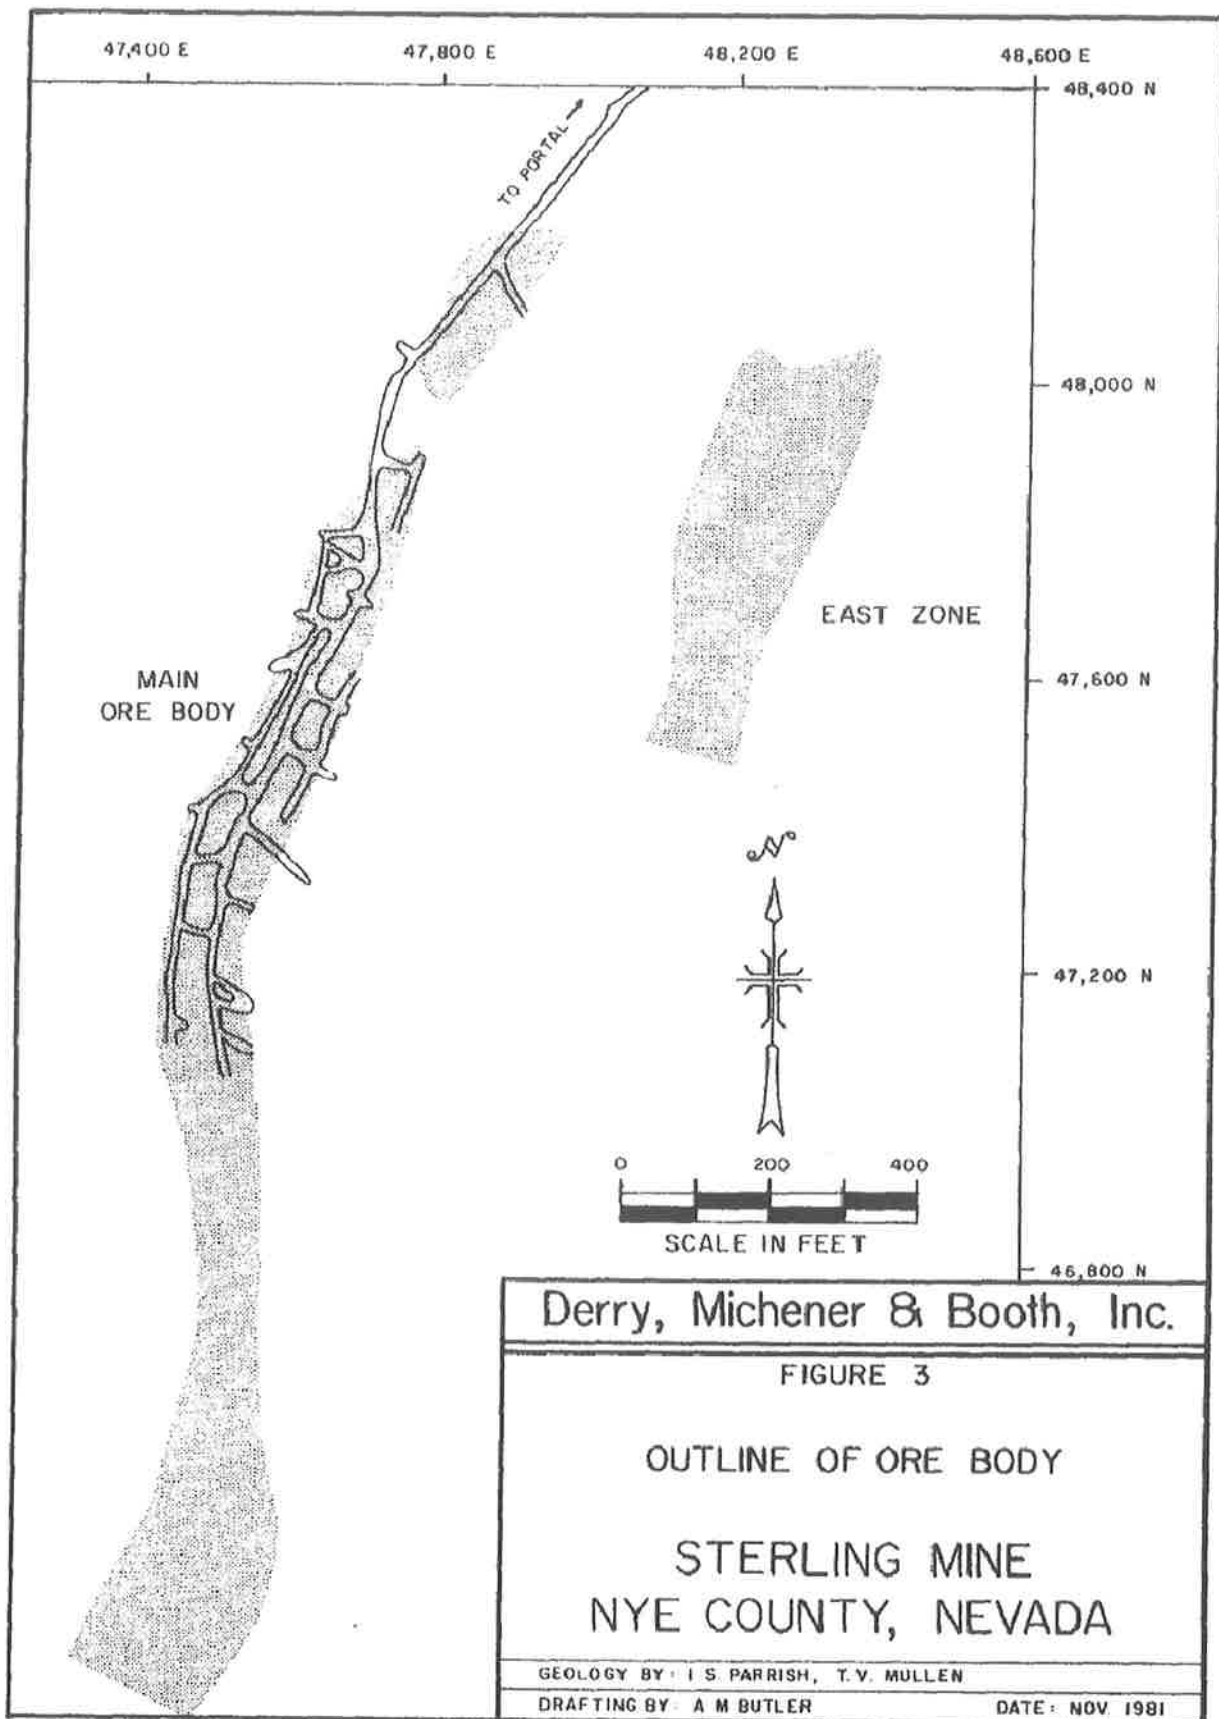 47,400 E 47,800 E 48,200 E 48,600 E
48,400 N
TO PORTAL
48,000 N
EAST ZONE
MAIN
ORE BODY
47,600 N
N
47,200 N
0 200 400
SCALE IN FEET
46,800 N
Derry, Michener & Booth, Inc.
FIGURE 3
OUTLINE OF ORE BODY
STERLING MINE
NYE COUNTY, NEVADA
GEOLOGY BY: I S. PARRISH, T. V. MULLEN
DRAFTING BY: A M BUTLER DATE: NOV. 1981